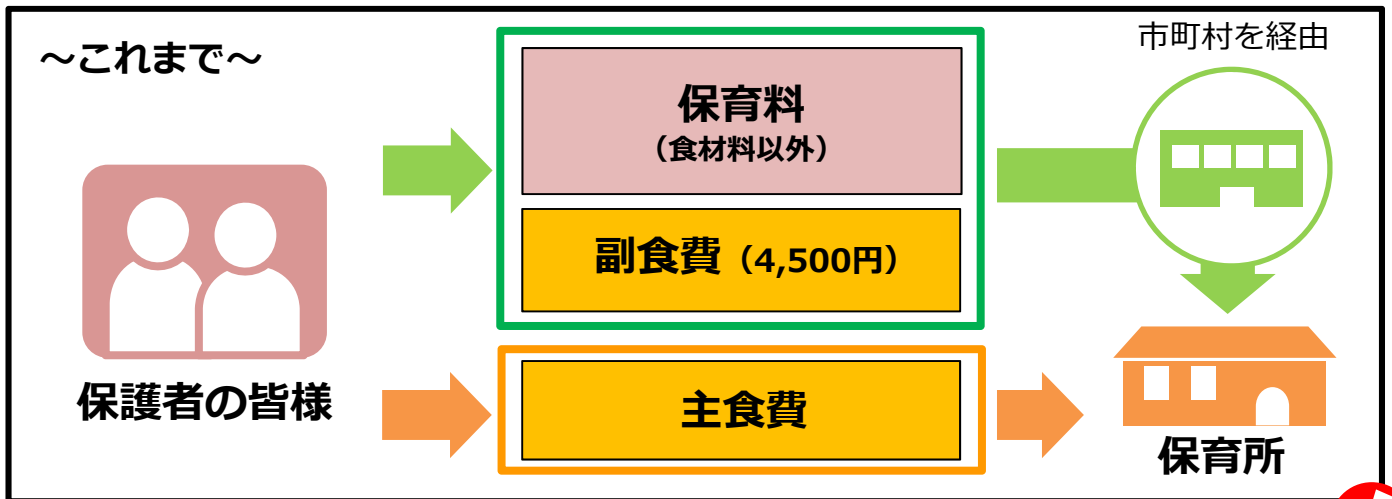 ～これまで～
市町村を経由
保育料
（食材料以外）
副食費（4,500円）
保護者の皆様
主食費
保育所